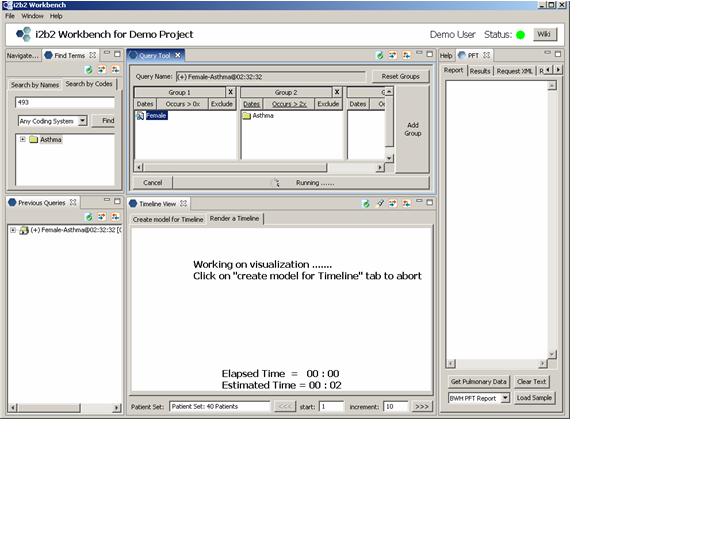 i2b2 Workbench
File Window Help
i2b2 Workbench for Demo Project
Demo User Status: Wiki
Navigate... Find Terms
Search by Names Search by Codes
493
Any Coding System Find
Asthma
Previous Queries
(+) Female-Asthma@02:32:32 [0
Query Tool
Query Name: (+) Female-Asthma@02:32:32 Reset Groups
Group 1 X Group 2 X
Dates Occurs > 0x Exclude Dates Occurs > 2x Exclude Dates
Female Asthma
Add
Group
Cancel Running ......
Timeline View
Create model for Timeline Render a Timeline
Working on visualization .......
Click on "create model for Timeline" tab to abort
Elapsed Time = 00 : 00
Estimated Time = 00 : 02
Patient Set: Patient Set: 40 Patients <<< start: 1 increment: 10 >>>
Help PFT
Report Results Request XML R
Get Pulmonary Data Clear Text
BWH PFT Report Load Sample